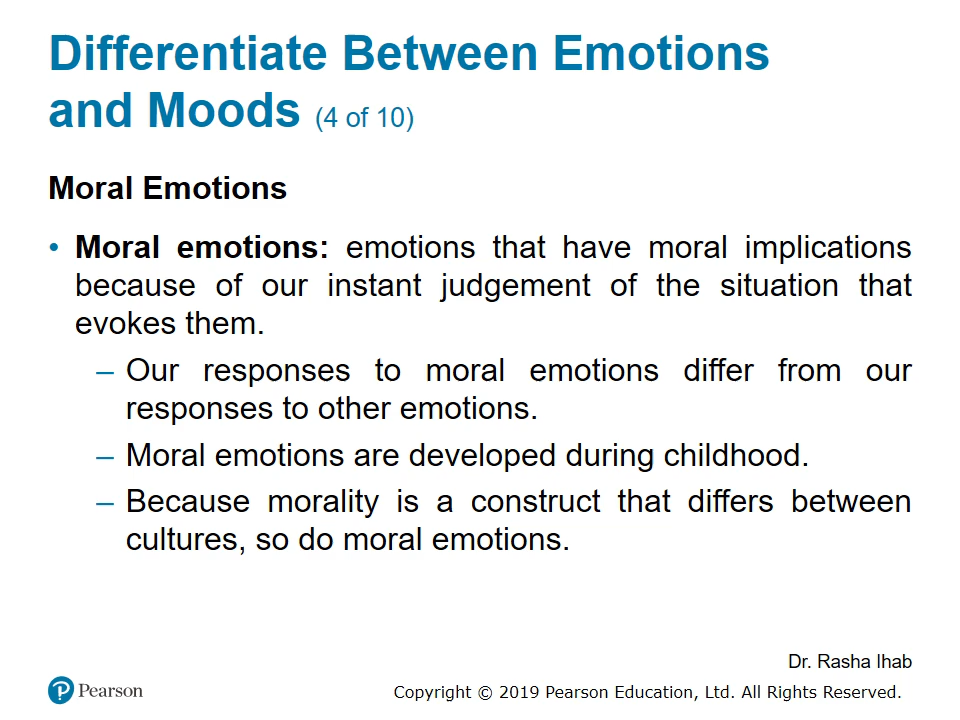 Differentiate Between Emotions
and Moods (4 of 10)
Moral Emotions
• Moral emotions: emotions that have moral implications
because of our instant judgement of the situation that
evokes them.
– Our responses to moral emotions differ from our
responses to other emotions.
– Moral emotions are developed during childhood.
– Because morality is a construct that differs between
cultures, so do moral emotions.
Dr. Rasha Ihab
Pearson
Copyright © 2019 Pearson Education, Ltd. All Rights Reserved.